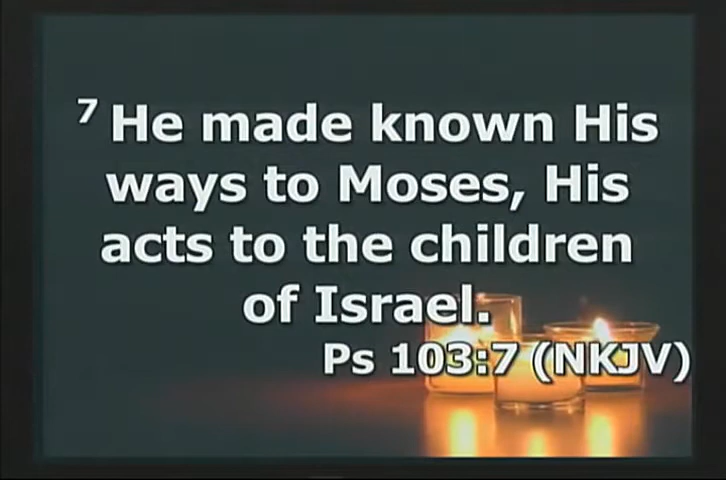 7 He made known His
ways to Moses, His
acts to the children
of Israel.
Ps 103:7 (NKJV)